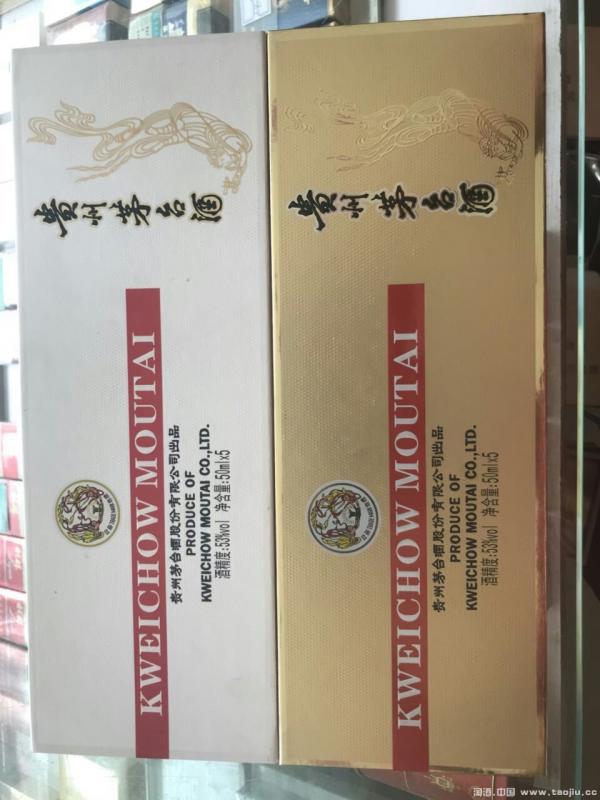 贵州茅台酒
KWEICHOW MOUTAI
贵州茅台酒股份有限公司出品
PRODUCE OF
KWEICHOW MOUTAI CO.,LTD.
酒精度:53%vol 净含量:50ml×5
贵州茅台酒
KWEICHOW MOUTAI
贵州茅台酒股份有限公司出品
PRODUCE OF
KWEICHOW MOUTAI CO.,LTD.
酒精度:53%vol 净含量:50ml×5
淘酒.中国 www.taojiu.cc